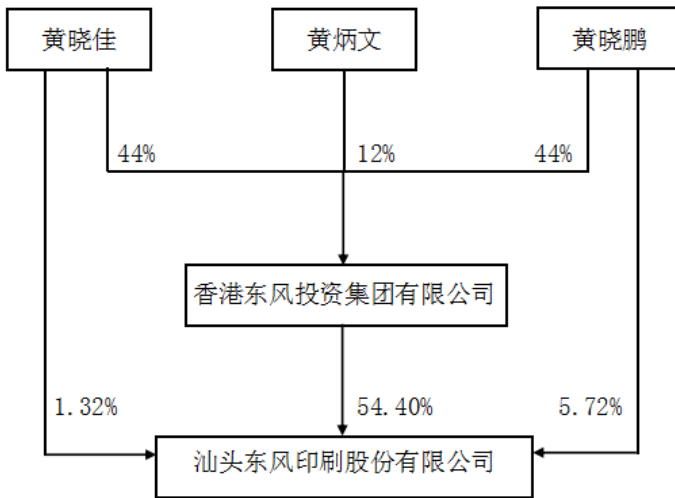 黄晓佳
黄炳文
黄晓鹏
44%
12%
44%
香港东风投资集团有限公司
1.32%
54.40%
5.72%
汕头东风印刷股份有限公司